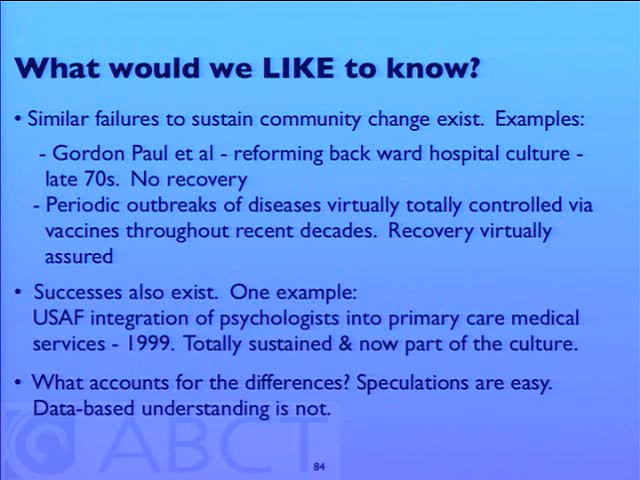 What would we LIKE to know?
• Similar failures to sustain community change exist. Examples:
- Gordon Paul et al - reforming back ward hospital culture -
late 70s. No recovery
- Periodic outbreaks of diseases virtually totally controlled via
vaccines throughout recent decades. Recovery virtually
assured
• Successes also exist. One example:
USAF integration of psychologists into primary care medical
services - 1999. Totally sustained & now part of the culture.
• What accounts for the differences? Speculations are easy.
Data-based understanding is not.
ABCT
84